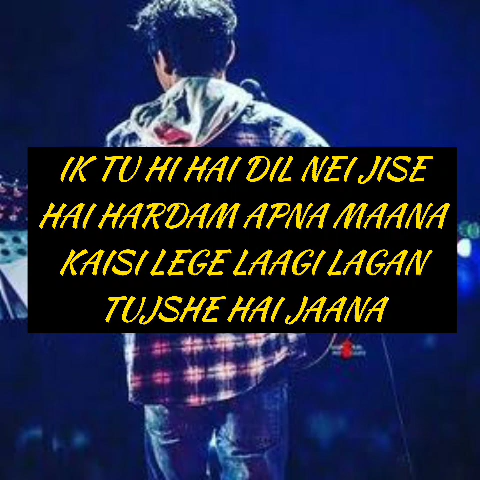 IK TU HI HAI DIL NEI JISE
HAI HARDAM APNA MAANA
KAISI LEGE LAAGI LAGAN
TUJSHE HAI JAANA